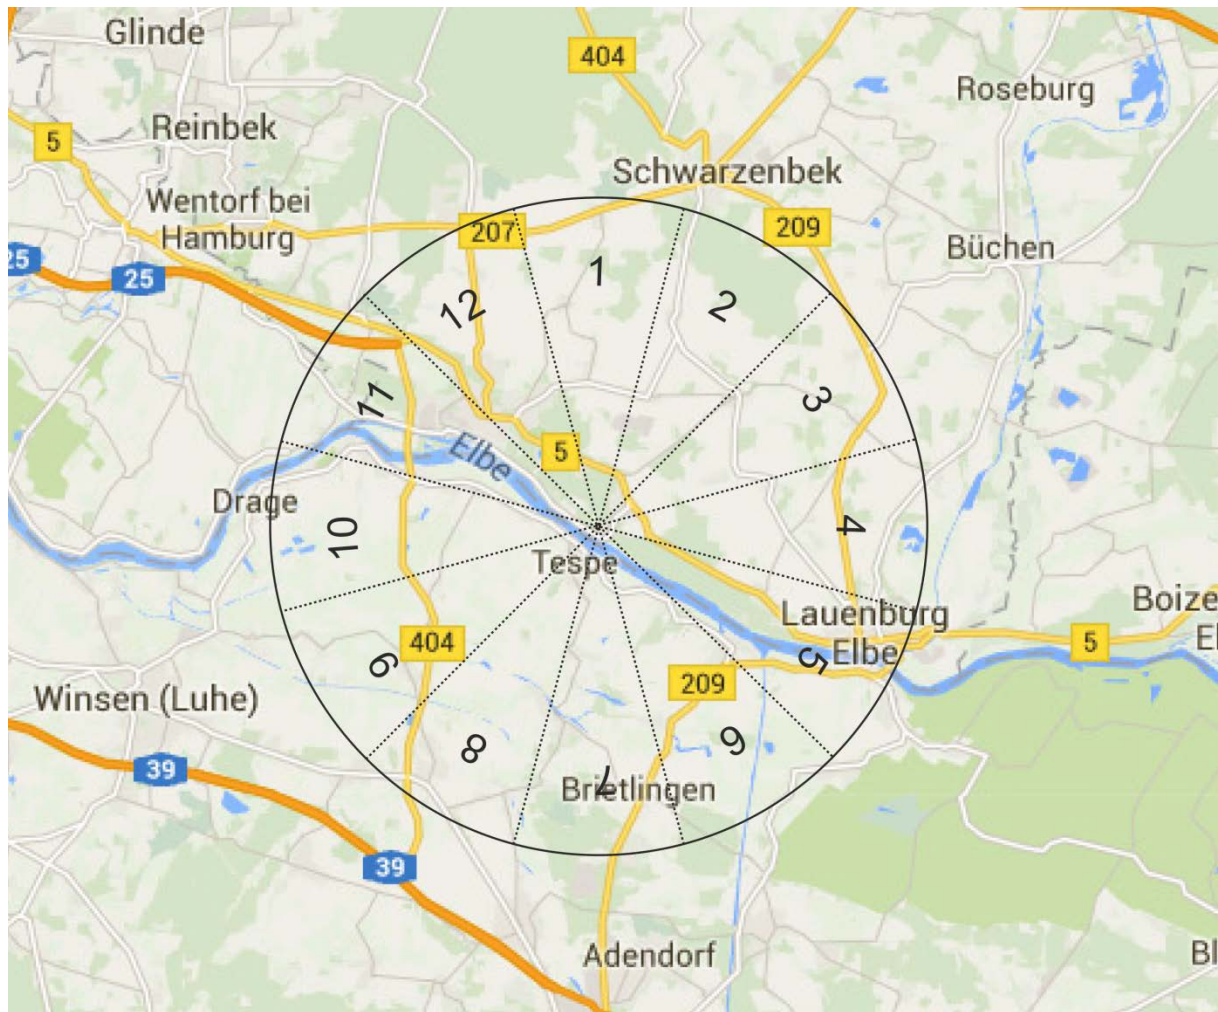 Glinde
404
Roseburg
5
Reinbek
Schwarzenbek
Wentorf bei
Hamburg
207
209
Büchen
25
25
1
2
12
3
11
Elbe
5
Drage
10
4
Tespe
Lauenburg
Elbe
Boize
El
5
404
5
9
209
Winsen (Luhe)
6
8
39
7
Brietlingen
39
Adendorf
Bl